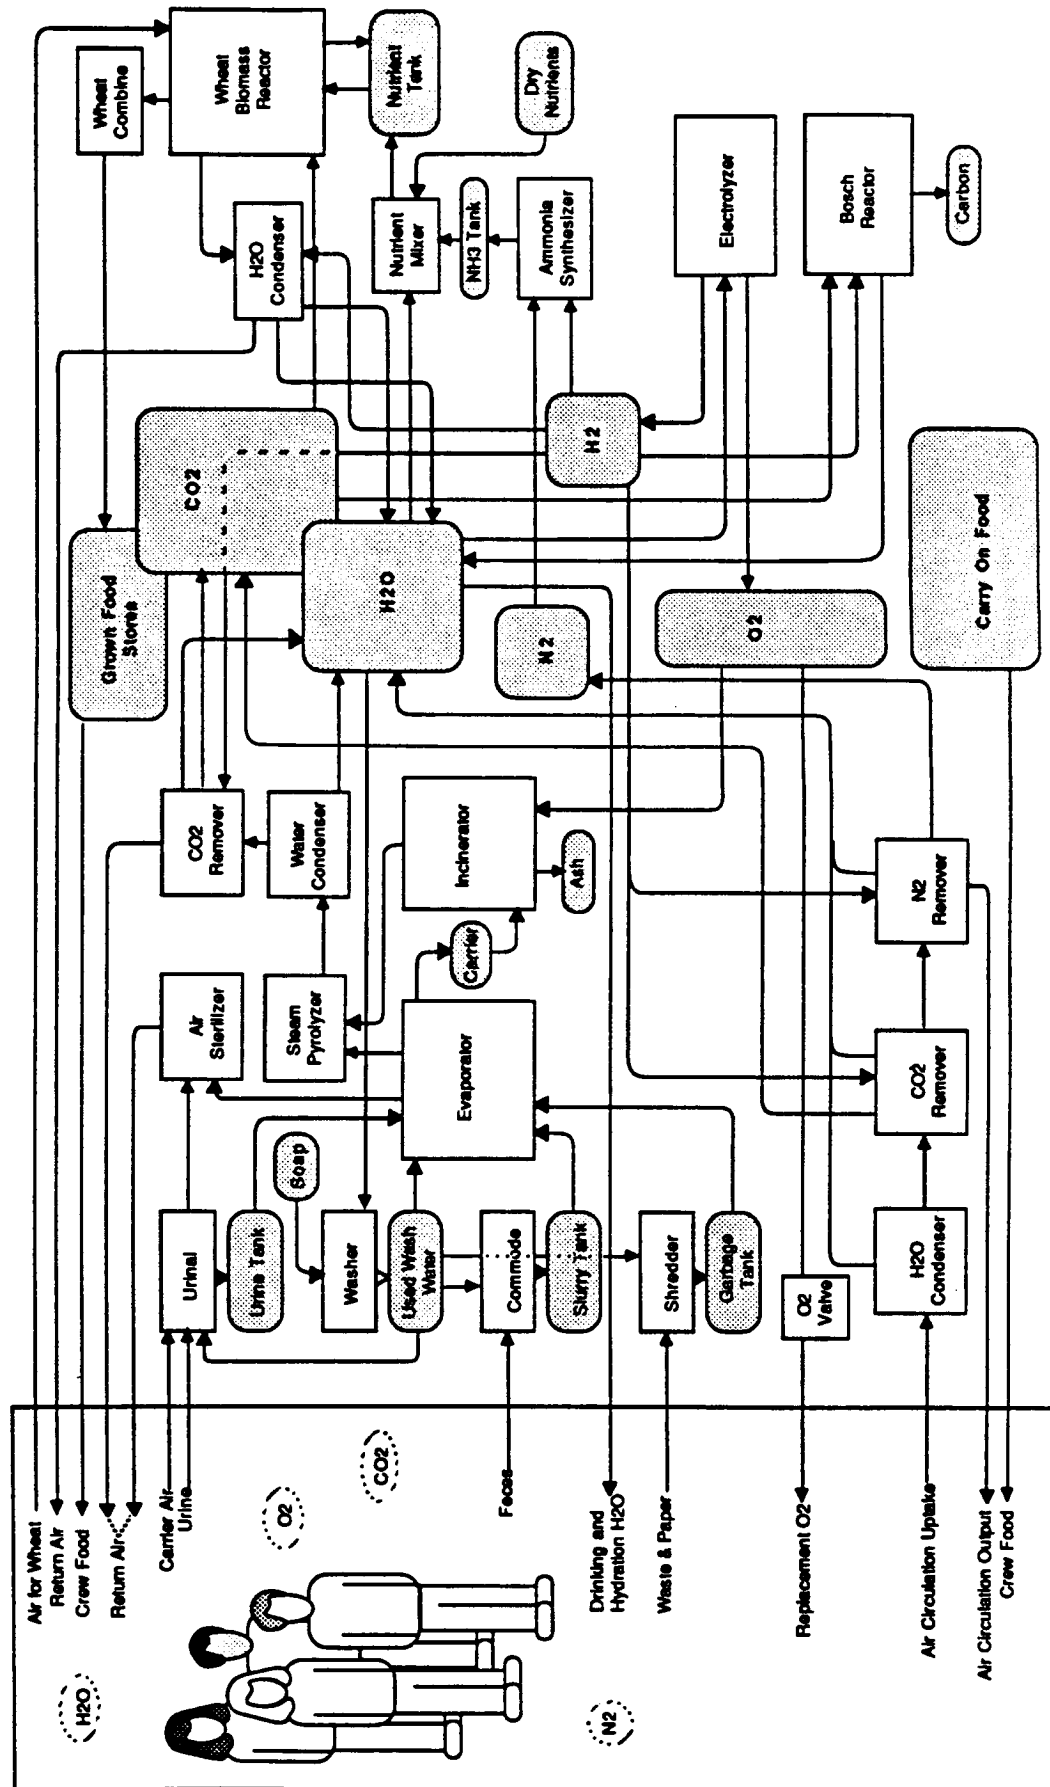 Air for Wheat
Return Air
Crew Food
Return Air
Carrier Air
Urine
Feces
Drinking and
Hydration H2O
Waste & Paper
Replacement O2
Air Circulation Uptake
Air Circulation Output
Crew Food
H2O
O2
CO2
N2
Urinal
Urine Tank
Soap
Washer
Used Wash
Water
Commode
Slurry Tank
Shredder
Garbage
Tank
O2
Valve
H2O
Condenser
Air
Sterilizer
Steam
Pyrolyzer
Evaporator
Carrier
CO2
Remover
CO2
Remover
Water
Condenser
Incinerator
Ash
N2
Remover
Grown Food
Stores
CO2
H2O
N2
H2
O2
Carry On Food
Wheat
Combine
Wheat
Biomass
Reactor
H2O
Condenser
Nutrient
Tank
Nutrient
Mixer
NH3 Tank
Dry
Nutrients
Ammonia
Synthesizer
Electrolyzer
Bosch
Reactor
Carbon